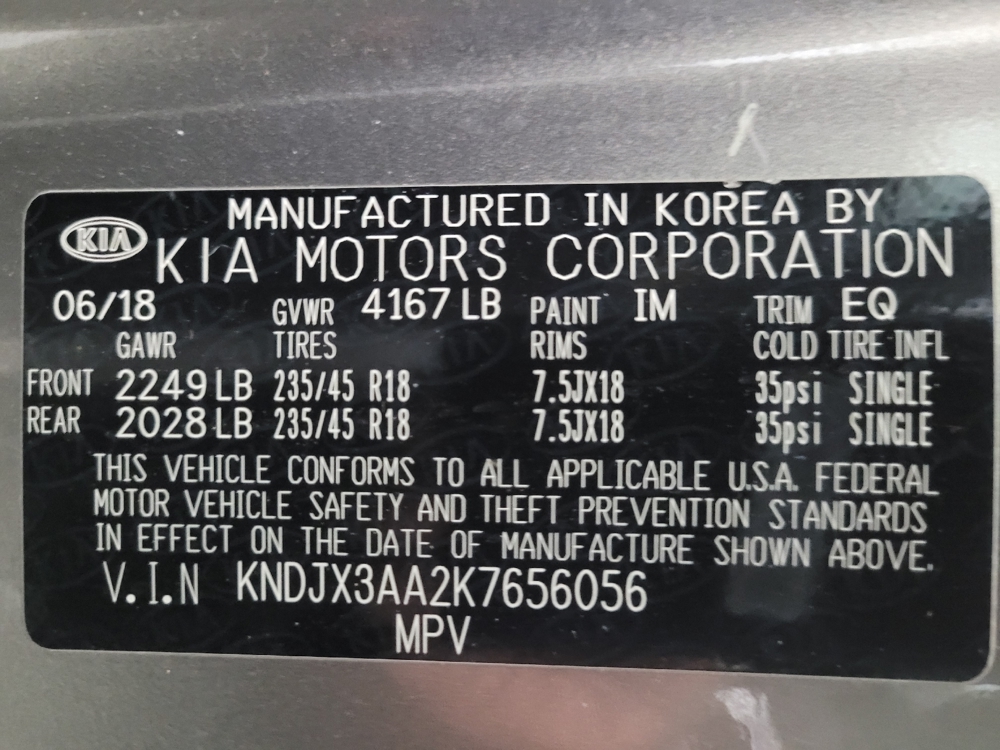 MANUFACTURED IN KOREA BY
KIA KIA MOTORS CORPORATION
06/18 GVWR 4167 LB PAINT IM TRIM EQ
GAWR TIRES RIMS COLD TIRE INFL
FRONT 2249 LB 235/45 R18 7.5JX18 35psi SINGLE
REAR 2028 LB 235/45 R18 7.5JX18 35psi SINGLE
THIS VEHICLE CONFORMS TO ALL APPLICABLE U.S.A. FEDERAL
MOTOR VEHICLE SAFETY AND THEFT PREVENTION STANDARDS
IN EFFECT ON THE DATE OF MANUFACTURE SHOWN ABOVE.
V.I.N KNDJX3AA2K7656056
MPV